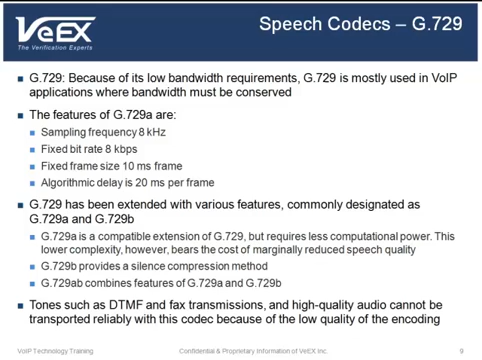 VeEX
The Verification Experts
Speech Codecs – G.729
G.729: Because of its low bandwidth requirements, G.729 is mostly used in VoIP
applications where bandwidth must be conserved
The features of G.729a are:
Sampling frequency 8 kHz
Fixed bit rate 8 kbps
Fixed frame size 10 ms frame
Algorithmic delay is 20 ms per frame
G.729 has been extended with various features, commonly designated as
G.729a and G.729b
G.729a is a compatible extension of G.729, but requires less computational power. This
lower complexity, however, bears the cost of marginally reduced speech quality
G.729b provides a silence compression method
G.729ab combines features of G.729a and G.729b
Tones such as DTMF and fax transmissions, and high-quality audio cannot be
transported reliably with this codec because of the low quality of the encoding
VoIP Technology Training
Confidential & Proprietary Information of VeEX Inc.
9